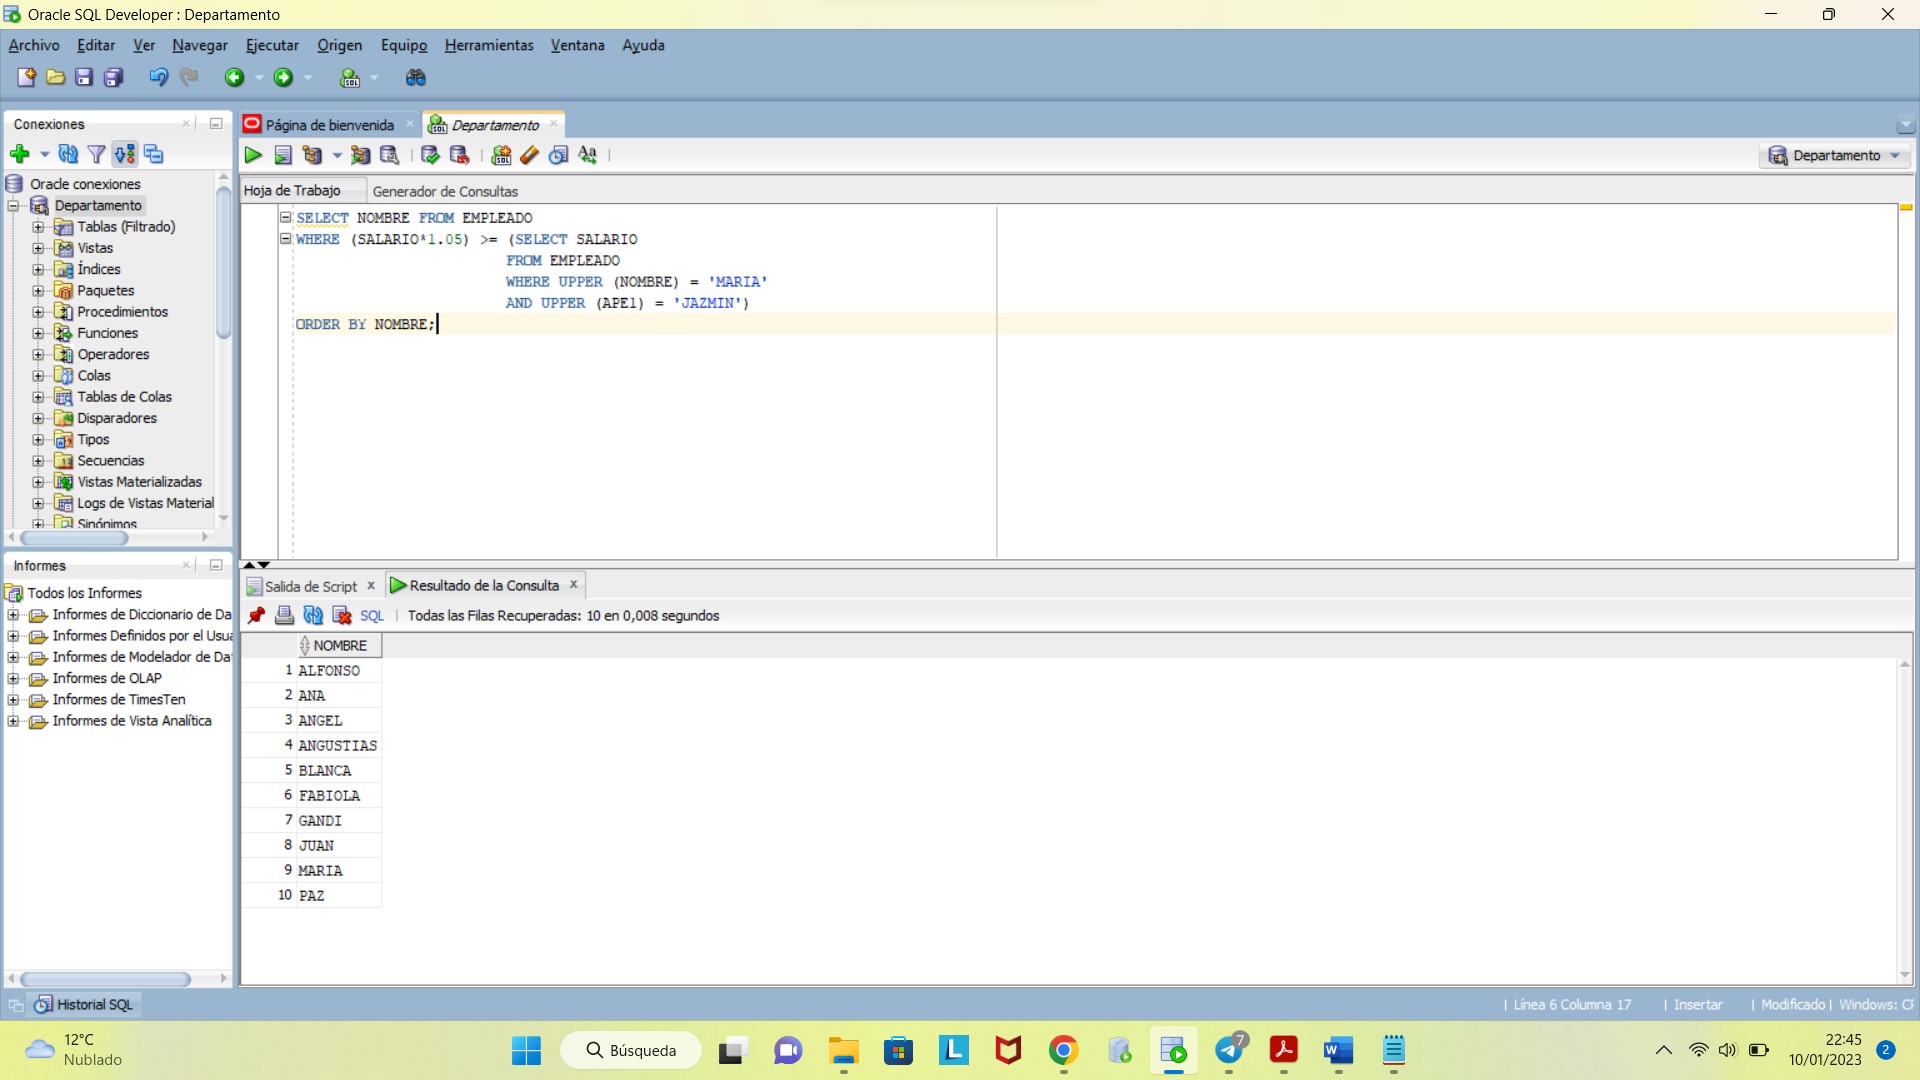 Oracle SQL Developer : Departamento
Archivo Editar Ver Navegar Ejecutar Origen Equipo Herramientas Ventana Ayuda
SQL
Conexiones
Página de bienvenida
Departamento
Departamento
Oracle conexiones
Departamento
Tablas (Filtrado)
Vistas
Índices
Paquetes
Procedimientos
Funciones
Operadores
Colas
Tablas de Colas
Disparadores
Tipos
Secuencias
Vistas Materializadas
Logs de Vistas Material
Sinónimos
Hoja de Trabajo Generador de Consultas
SELECT NOMBRE FROM EMPLEADO
WHERE (SALARIO*1.05) >= (SELECT SALARIO
FROM EMPLEADO
WHERE UPPER (NOMBRE) = 'MARIA'
AND UPPER (APE1) = 'JAZMIN')
ORDER BY NOMBRE;
Informes
Todos los Informes
Informes de Diccionario de Da
Informes Definidos por el Usua
Informes de Modelador de Da
Informes de OLAP
Informes de TimesTen
Informes de Vista Analítica
Salida de Script x Resultado de la Consulta x
SQL | Todas las Filas Recuperadas: 10 en 0,008 segundos
NOMBRE
1 ALFONSO
2 ANA
3 ANGEL
4 ANGUSTIAS
5 BLANCA
6 FABIOLA
7 GANDI
8 JUAN
9 MARIA
10 PAZ
Historial SQL
| Línea 6 Columna 17 | Insertar | Modificado | Windows: CR
12°C
Nublado
Búsqueda
7
22:45
10/01/2023
2